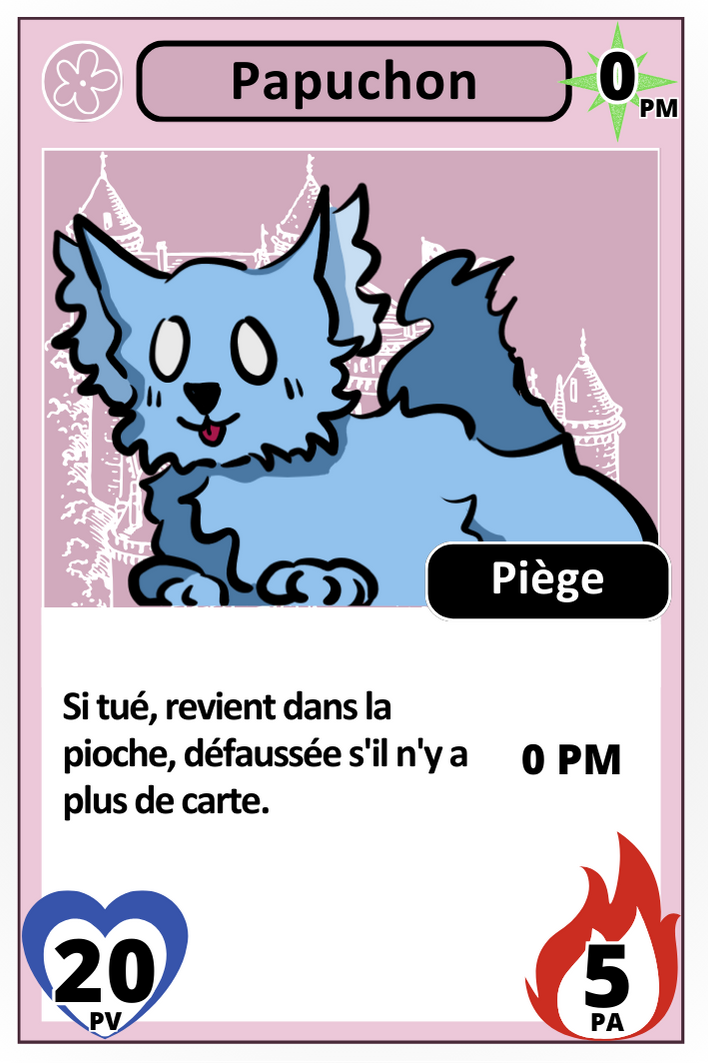 Papuchon
0
PM
Piège
Si tué, revient dans la
pioche, défaussée s'il n'y a
plus de carte.
0 PM
20
PV
5
PA